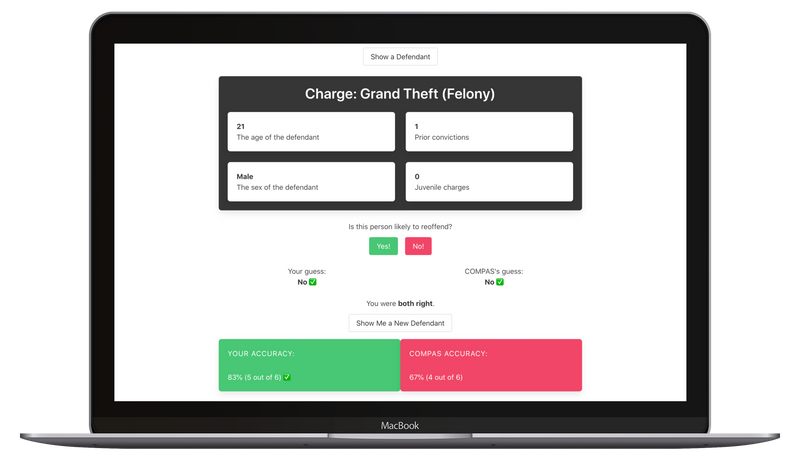 Show a Defendant
Charge: Grand Theft (Felony)
21
The age of the defendant
1
Prior convictions
Male
The sex of the defendant
0
Juvenile charges
Is this person likely to reoffend?
Yes!
No!
Your guess:
No ✅
COMPAS's guess:
No ✅
You were both right.
Show Me a New Defendant
YOUR ACCURACY:
83% (5 out of 6) ✅
COMPAS ACCURACY:
67% (4 out of 6)
MacBook